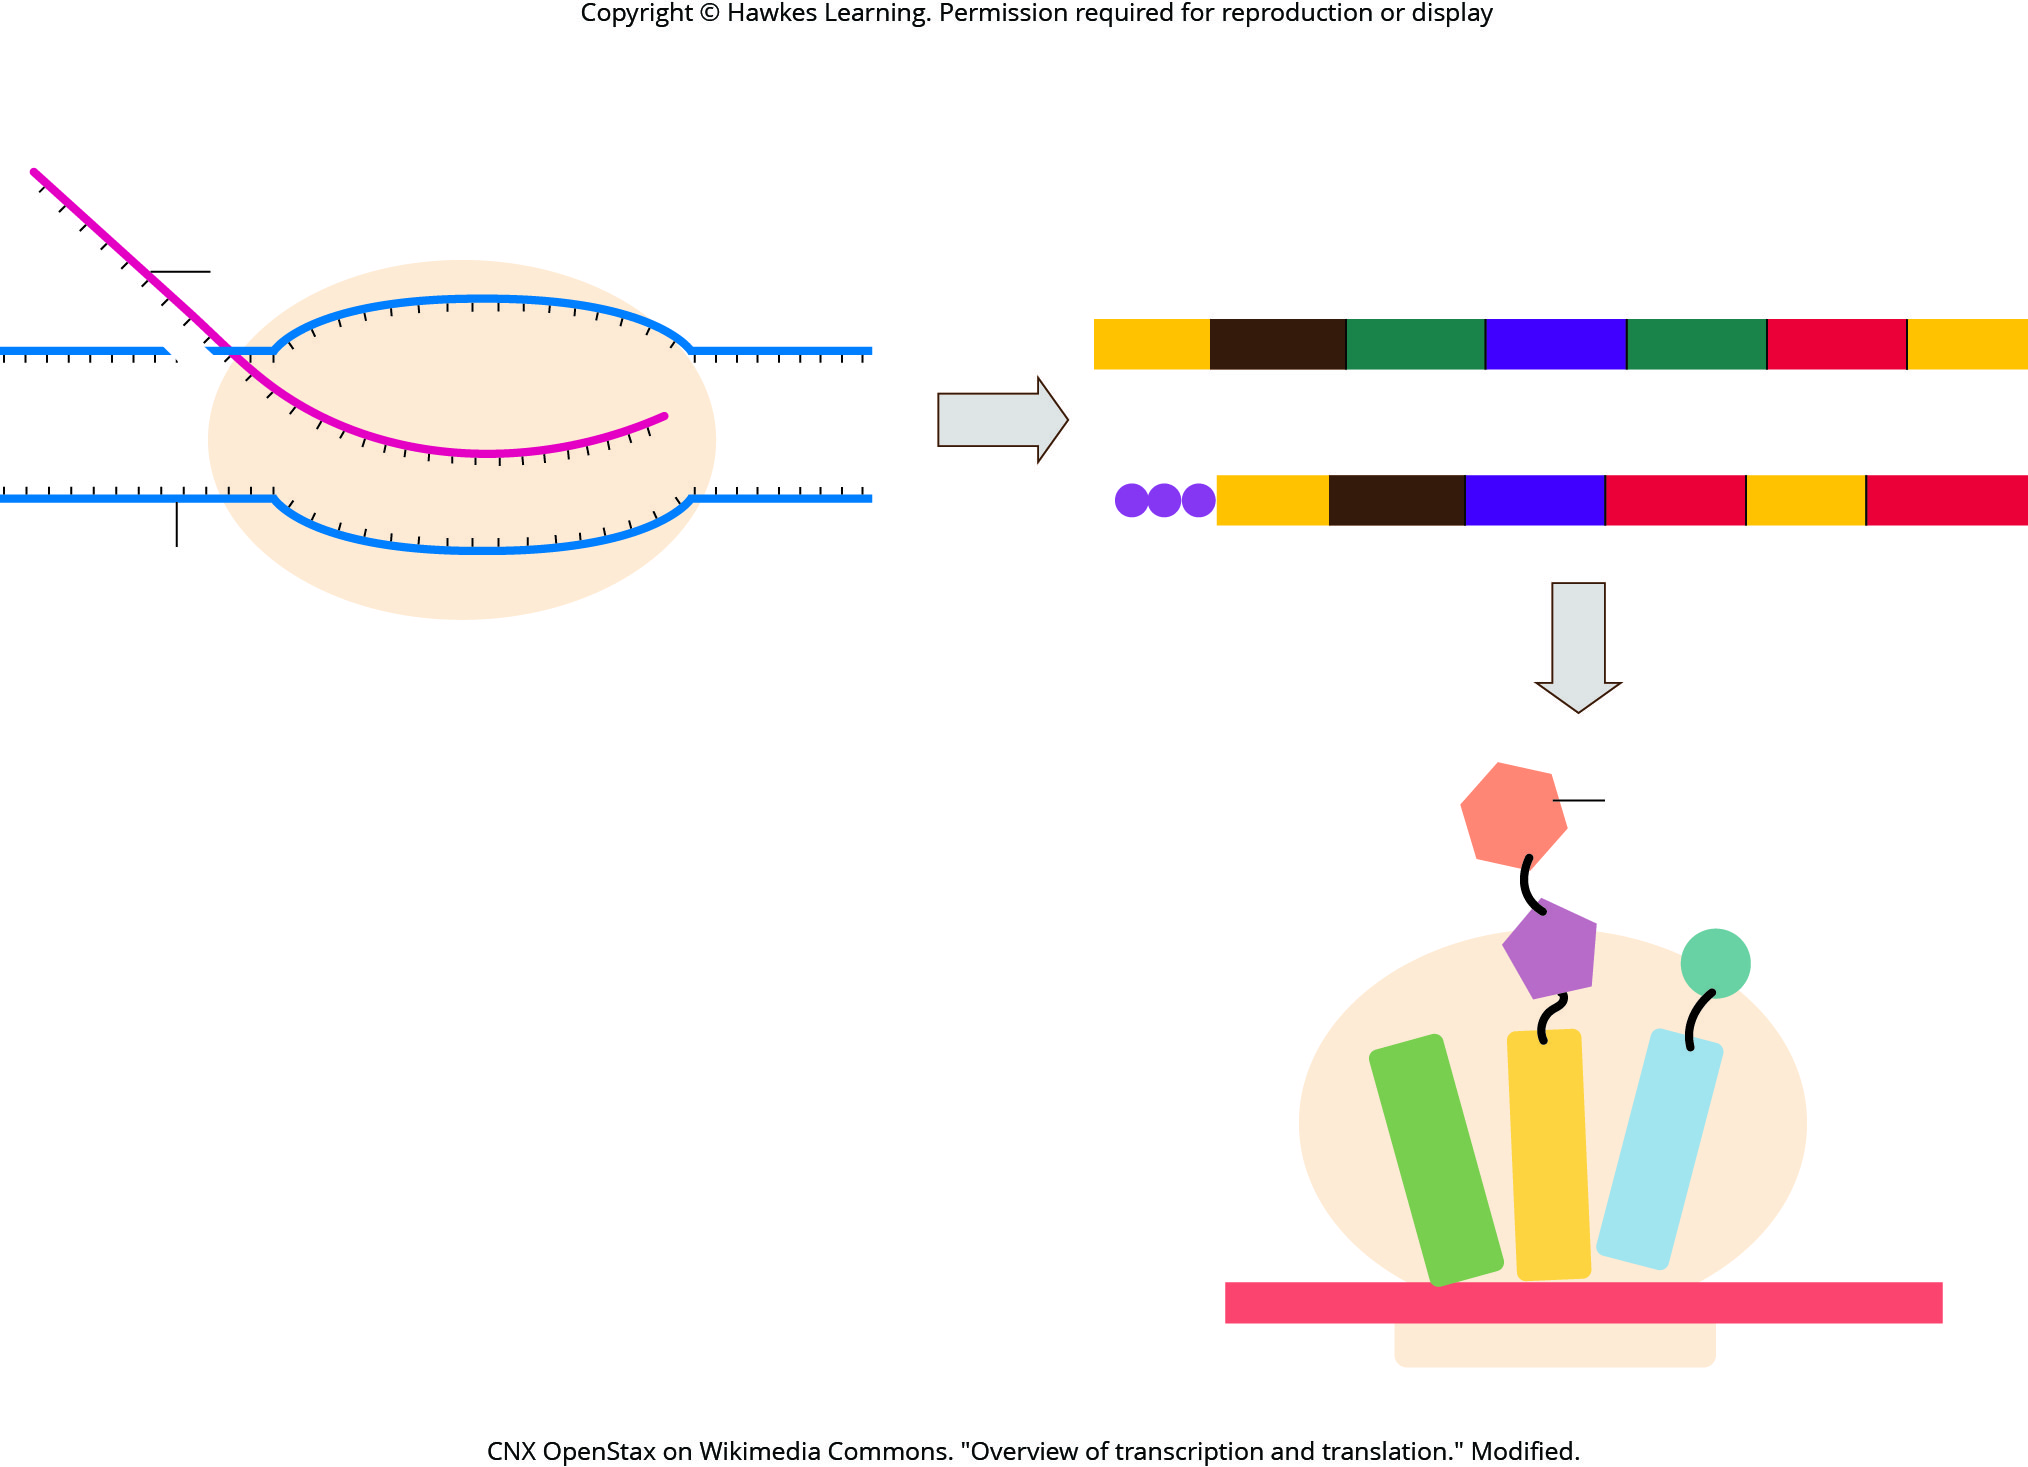 Copyright © Hawkes Learning. Permission required for reproduction or display
CNX OpenStax on Wikimedia Commons. "Overview of transcription and translation." Modified.